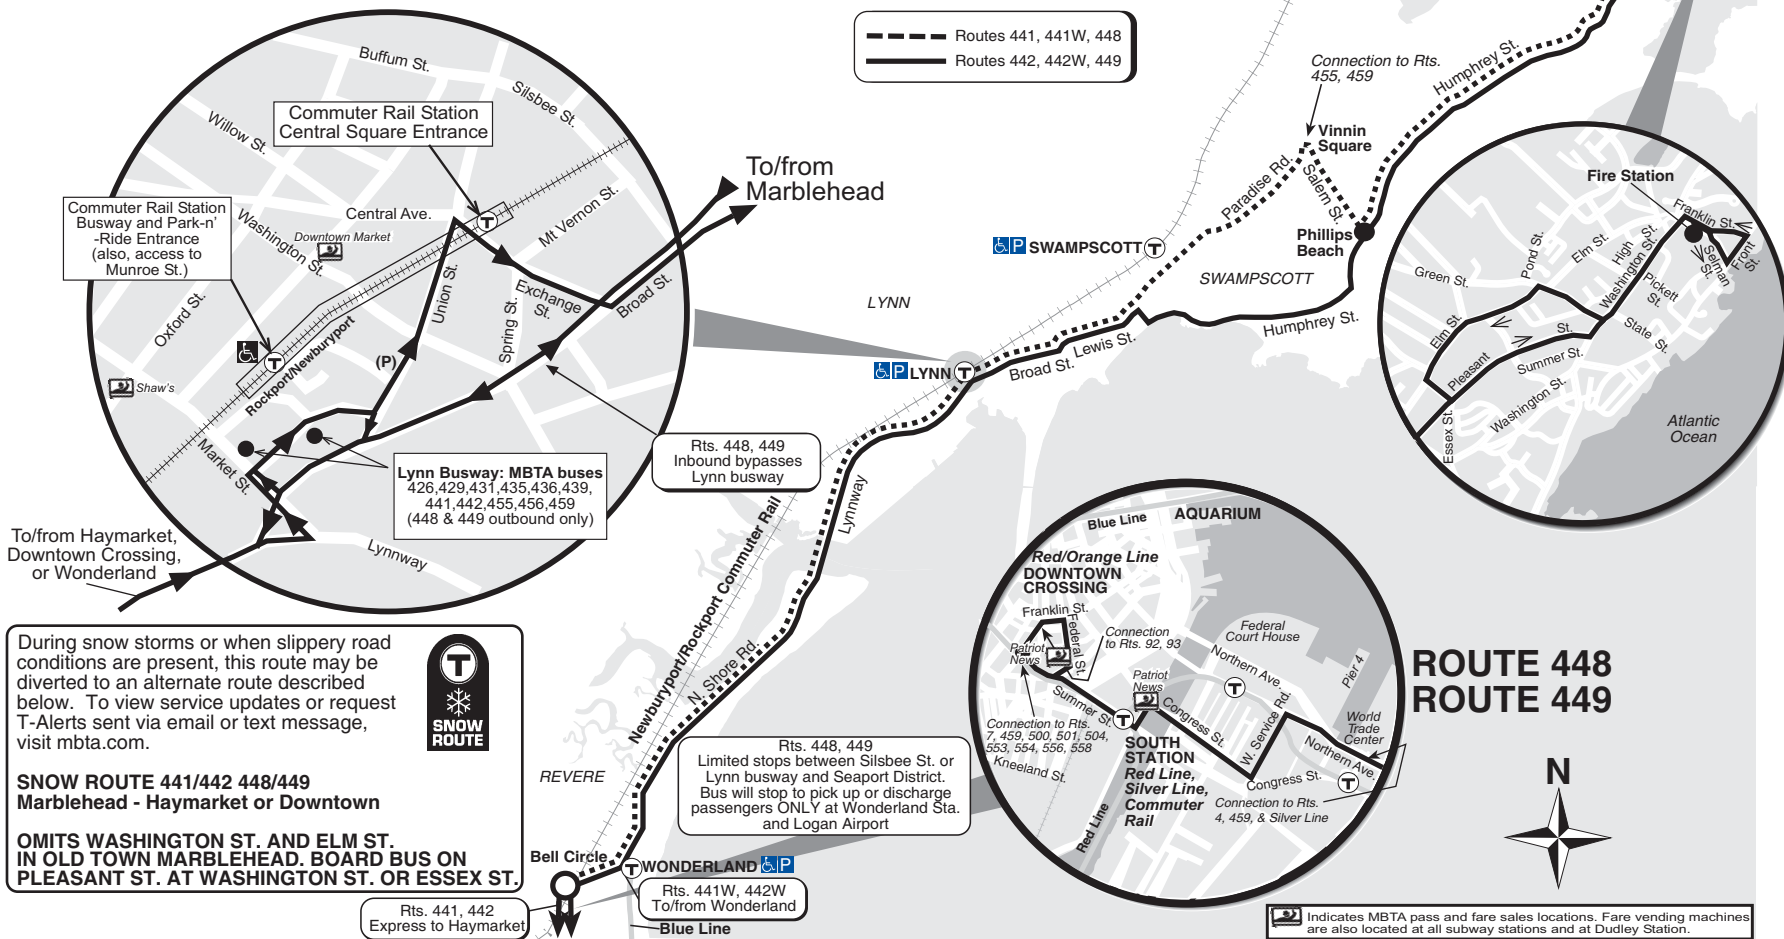 Routes 441, 441W, 448
Routes 442, 442W, 449
Buffum St.
Silsbee St.
Willow St.
Commuter Rail Station
Central Square Entrance
To/from
Marblehead
Commuter Rail Station
Busway and Park-n'
-Ride Entrance
(also, access to
Munroe St.)
Central Ave.
Washington St.
Downtown Market
Mt Vernon St.
Union St.
Exchange
St.
Spring St.
Broad St.
Oxford St.
(P)
Rockport/Newburyport
Shaw's
Market St.
Lynn Busway: MBTA buses
426,429,431,435,436,439,
441,442,455,456,459
(448 & 449 outbound only)
Rts. 448, 449
Inbound bypasses
Lynn busway
To/from Haymarket,
Downtown Crossing,
or Wonderland
Lynnway
During snow storms or when slippery road
conditions are present, this route may be
diverted to an alternate route described
below. To view service updates or request
T-Alerts sent via email or text message,
visit mbta.com.
T
SNOW
ROUTE
SNOW ROUTE 441/442 448/449
Marblehead - Haymarket or Downtown
OMITS WASHINGTON ST. AND ELM ST.
IN OLD TOWN MARBLEHEAD. BOARD BUS ON
PLEASANT ST. AT WASHINGTON ST. OR ESSEX ST.
Connection to Rts.
455, 459
Humphrey St.
Vinnin
Square
Paradise Rd.
Salem St.
Phillips
Beach
P SWAMPSCOTT T
SWAMPSCOTT
LYNN
Humphrey St.
P LYNN T
Broad St.
Lewis St.
Lynnway
Newburyport/Rockport Commuter Rail
N. Shore Rd.
REVERE
Rts. 448, 449
Limited stops between Silsbee St. or
Lynn busway and Seaport District.
Bus will stop to pick up or discharge
passengers ONLY at Wonderland Sta.
and Logan Airport
Bell Circle
T WONDERLAND P
Rts. 441W, 442W
To/from Wonderland
Rts. 441, 442
Express to Haymarket
Blue Line
Fire Station
Franklin St.
Front
St.
Selman
St.
Pond St.
Elm St.
High
St.
Washington St.
Pickett
St.
Green St.
State St.
Elm St.
St.
Pleasant
Summer St.
Washington St.
Essex St.
Atlantic
Ocean
Blue Line
AQUARIUM
Red/Orange Line
DOWNTOWN
CROSSING
Franklin St.
Federal St.
Connection
to Rts. 92, 93
Federal
Court House
Patriot
News
Northern Ave.
Pier 4
Patriot
News
Summer St.
Congress St.
W. Service Rd.
World
Trade
Center
Connection to Rts.
7, 459, 500, 501, 504,
553, 554, 556, 558
Kneeland St.
SOUTH
STATION
Red Line,
Silver Line,
Commuter
Rail
Northern Ave.
Congress St.
Connection to Rts.
4, 459, & Silver Line
Red Line
ROUTE 448
ROUTE 449
N
Indicates MBTA pass and fare sales locations. Fare vending machines
are also located at all subway stations and at Dudley Station.